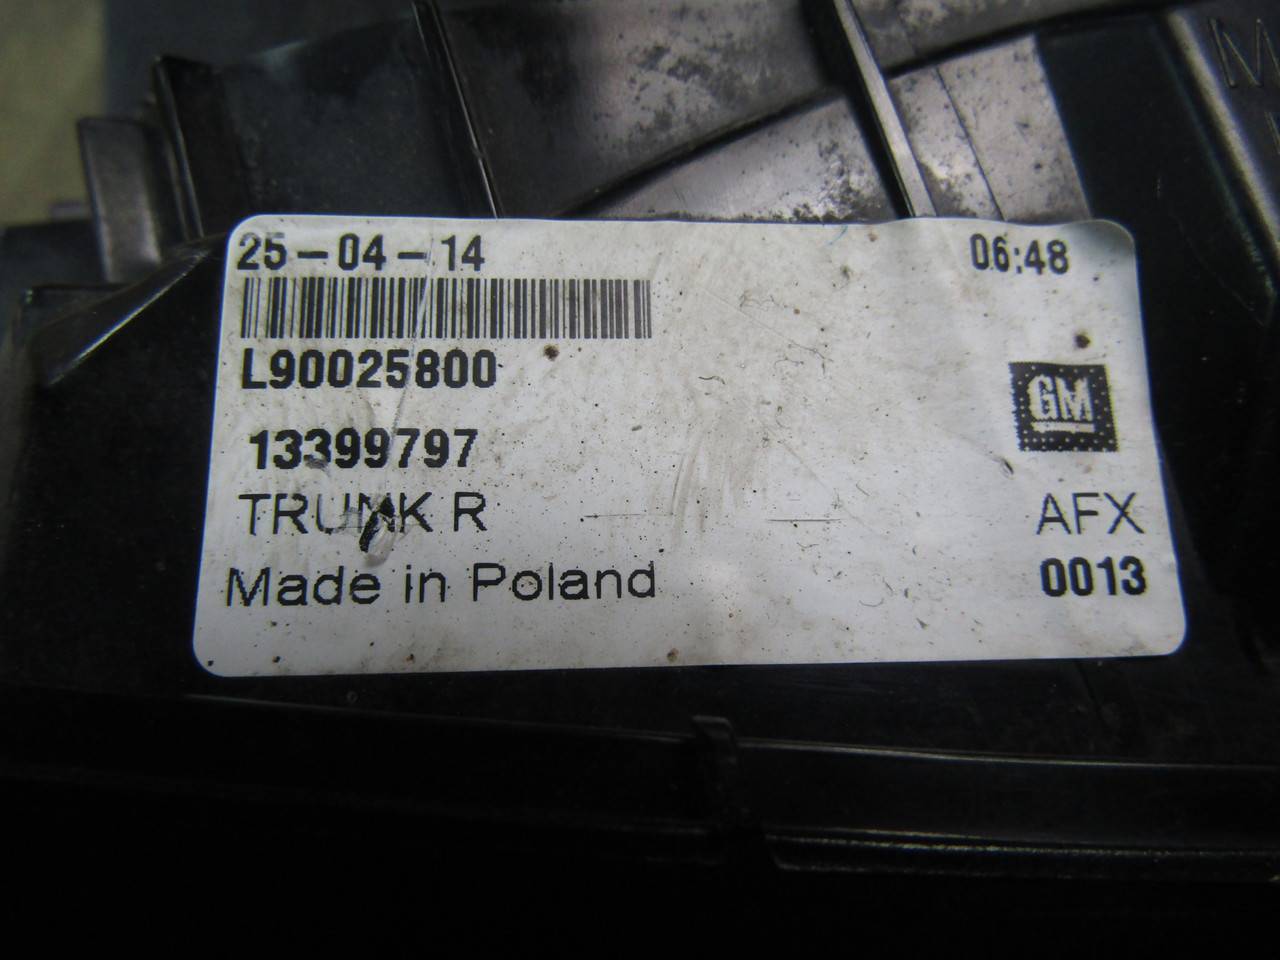 25-04-14 06:48
L90025800
GM
13399797
TRUNK R AFX
Made in Poland 0013